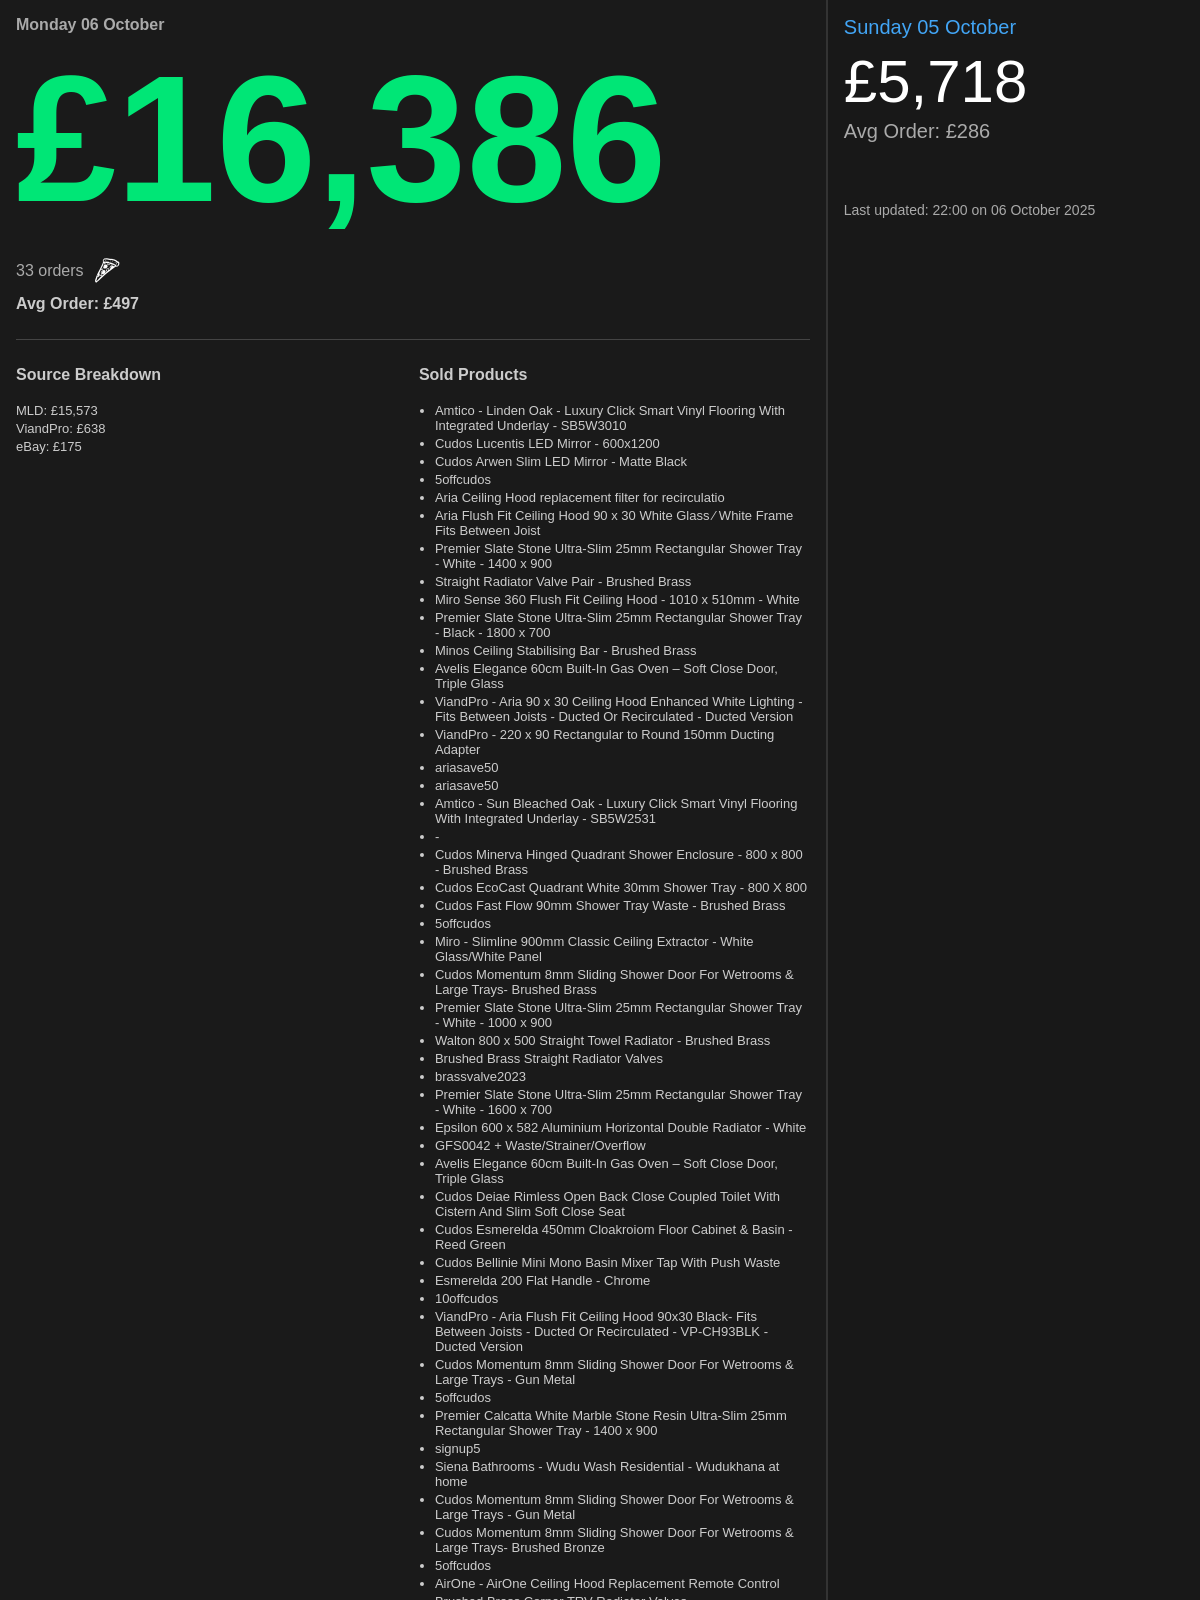 Monday 06 October
£16,386
33 orders
Avg Order: £497
Source Breakdown
MLD: £15,573
ViandPro: £638
eBay: £175
Sold Products
Amtico - Linden Oak - Luxury Click Smart Vinyl Flooring With
Integrated Underlay - SB5W3010
Cudos Lucentis LED Mirror - 600x1200
Cudos Arwen Slim LED Mirror - Matte Black
5offcudos
Aria Ceiling Hood replacement filter for recirculatio
Aria Flush Fit Ceiling Hood 90 x 30 White Glass ⁄ White Frame
Fits Between Joist
Premier Slate Stone Ultra-Slim 25mm Rectangular Shower Tray
- White - 1400 x 900
Straight Radiator Valve Pair - Brushed Brass
Miro Sense 360 Flush Fit Ceiling Hood - 1010 x 510mm - White
Premier Slate Stone Ultra-Slim 25mm Rectangular Shower Tray
- Black - 1800 x 700
Minos Ceiling Stabilising Bar - Brushed Brass
Avelis Elegance 60cm Built-In Gas Oven – Soft Close Door,
Triple Glass
ViandPro - Aria 90 x 30 Ceiling Hood Enhanced White Lighting -
Fits Between Joists - Ducted Or Recirculated - Ducted Version
ViandPro - 220 x 90 Rectangular to Round 150mm Ducting
Adapter
ariasave50
ariasave50
Amtico - Sun Bleached Oak - Luxury Click Smart Vinyl Flooring
With Integrated Underlay - SB5W2531
-
Cudos Minerva Hinged Quadrant Shower Enclosure - 800 x 800
- Brushed Brass
Cudos EcoCast Quadrant White 30mm Shower Tray - 800 X 800
Cudos Fast Flow 90mm Shower Tray Waste - Brushed Brass
5offcudos
Miro - Slimline 900mm Classic Ceiling Extractor - White
Glass/White Panel
Cudos Momentum 8mm Sliding Shower Door For Wetrooms &
Large Trays- Brushed Brass
Premier Slate Stone Ultra-Slim 25mm Rectangular Shower Tray
- White - 1000 x 900
Walton 800 x 500 Straight Towel Radiator - Brushed Brass
Brushed Brass Straight Radiator Valves
brassvalve2023
Premier Slate Stone Ultra-Slim 25mm Rectangular Shower Tray
- White - 1600 x 700
Epsilon 600 x 582 Aluminium Horizontal Double Radiator - White
GFS0042 + Waste/Strainer/Overflow
Avelis Elegance 60cm Built-In Gas Oven – Soft Close Door,
Triple Glass
Cudos Deiae Rimless Open Back Close Coupled Toilet With
Cistern And Slim Soft Close Seat
Cudos Esmerelda 450mm Cloakroiom Floor Cabinet & Basin -
Reed Green
Cudos Bellinie Mini Mono Basin Mixer Tap With Push Waste
Esmerelda 200 Flat Handle - Chrome
10offcudos
ViandPro - Aria Flush Fit Ceiling Hood 90x30 Black- Fits
Between Joists - Ducted Or Recirculated - VP-CH93BLK -
Ducted Version
Cudos Momentum 8mm Sliding Shower Door For Wetrooms &
Large Trays - Gun Metal
5offcudos
Premier Calcatta White Marble Stone Resin Ultra-Slim 25mm
Rectangular Shower Tray - 1400 x 900
signup5
Siena Bathrooms - Wudu Wash Residential - Wudukhana at
home
Cudos Momentum 8mm Sliding Shower Door For Wetrooms &
Large Trays - Gun Metal
Cudos Momentum 8mm Sliding Shower Door For Wetrooms &
Large Trays- Brushed Bronze
5offcudos
AirOne - AirOne Ceiling Hood Replacement Remote Control
Brushed Brass Corner TRV Radiator Valves
Sunday 05 October
£5,718
Avg Order: £286
Last updated: 22:00 on 06 October 2025